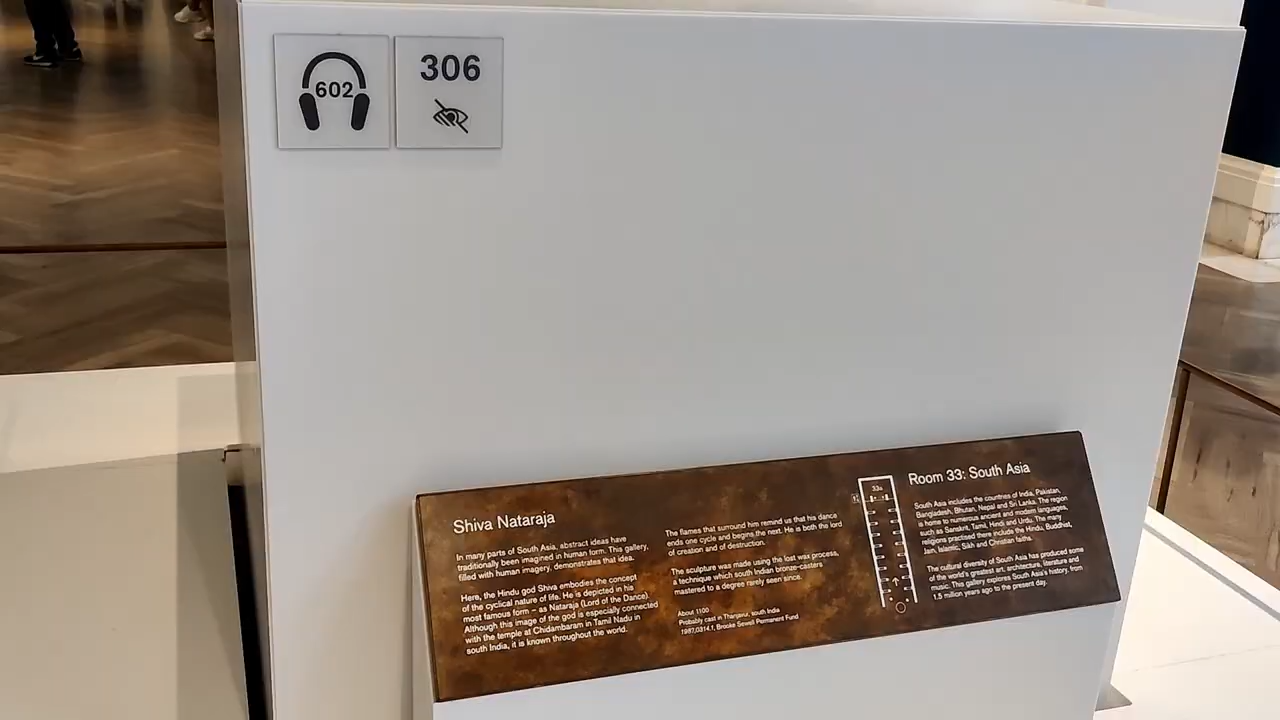 602
306
Shiva Nataraja
In many parts of South Asia, abstract ideas have
traditionally been imagined in human form. This gallery,
filled with human imagery, demonstrates that idea.
Here, the Hindu god Shiva embodies the concept
of the cyclical nature of life. He is depicted in his
most famous form – as Nataraja (Lord of the Dance).
Although this image of the god is especially connected
with the temple at Chidambaram in Tamil Nadu in
south India, it is known throughout the world.
The flames that surround him remind us that his dance
ends one cycle and begins the next. He is both the lord
of creation and of destruction.
The sculpture was made using the lost wax process,
a technique which south Indian bronze-casters
mastered to a degree rarely seen since.
About 1100
Probably cast in Thanjavur, south India
1987,0314.1, Brooke Sewell Permanent Fund
33a
Room 33: South Asia
South Asia includes the countries of India, Pakistan,
Bangladesh, Bhutan, Nepal and Sri Lanka. The region
is home to numerous ancient and modern languages,
such as Sanskrit, Tamil, Hindi and Urdu. The many
religions practised there include the Hindu, Buddhist,
Jain, Islamic, Sikh and Christian faiths.
The cultural diversity of South Asia has produced some
of the world's greatest art, architecture, literature and
music. This gallery explores South Asia's history, from
1.5 million years ago to the present day.